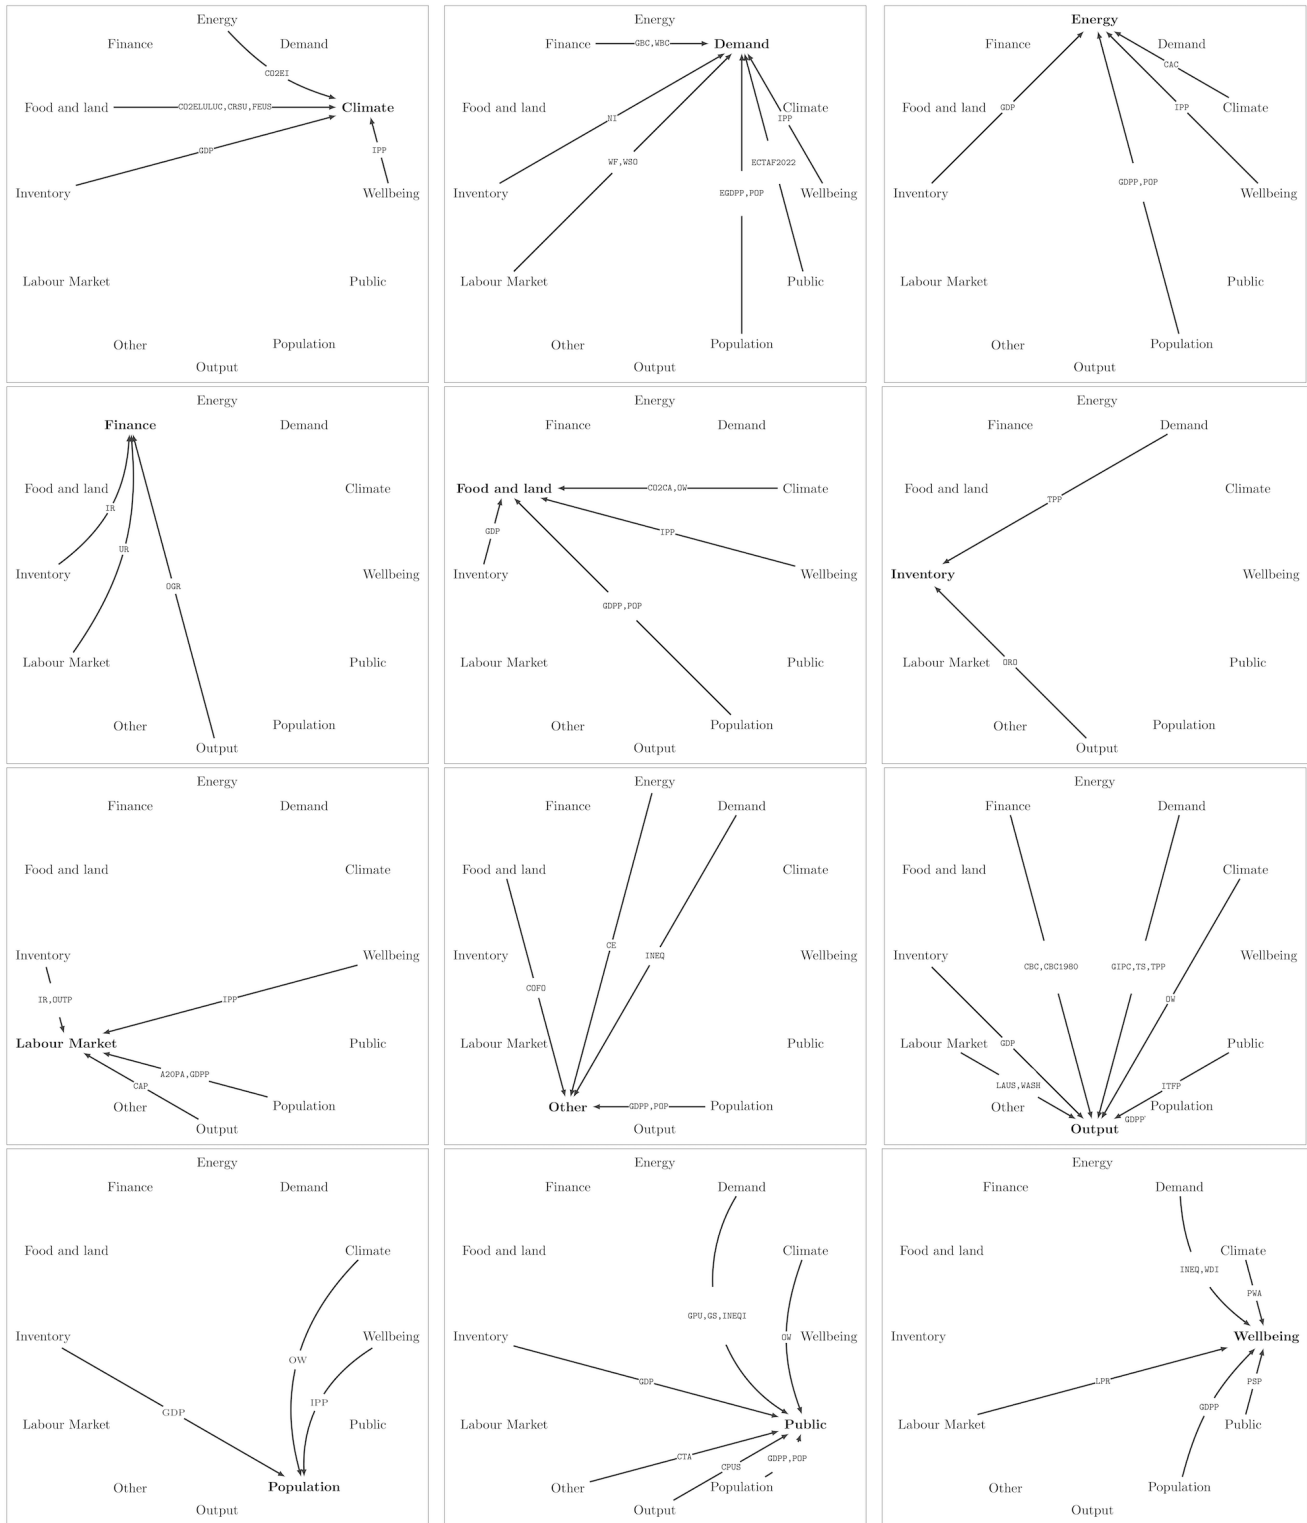 Energy
Finance
Demand
CO2EI
Food and land
CO2ELULUC,CRSU,FEUS
Climate
GDP
IPP
Inventory
Wellbeing
Labour Market
Public
Other
Population
Output
Energy
Finance
GBC,WBC
Demand
Food and land
Climate
NI
IPP
WF,WSO
ECTAF2022
Inventory
EGDPP,POP
Wellbeing
Labour Market
Public
Other
Population
Output
Energy
Finance
Demand
CAC
Food and land
GDP
IPP
Climate
GDPP,POP
Inventory
Wellbeing
Labour Market
Public
Other
Population
Output
Energy
Finance
Demand
Food and land
Climate
IR
UR
Inventory
Wellbeing
OGR
Labour Market
Public
Other
Population
Output
Energy
Finance
Demand
Food and land
CO2CA,OW
Climate
GDP
IPP
Inventory
Wellbeing
GDPP,POP
Labour Market
Public
Other
Population
Output
Energy
Finance
Demand
Food and land
Climate
TPP
Inventory
Wellbeing
Labour Market
ORO
Public
Other
Population
Output
Energy
Finance
Demand
Food and land
Climate
Inventory
Wellbeing
IR,OUTP
IPP
Labour Market
Public
A20PA,GDPP
CAP
Other
Population
Output
Energy
Finance
Demand
Food and land
Climate
CE
INEQ
Inventory
Wellbeing
COFO
Labour Market
Public
Other
GDPP,POP
Population
Output
Energy
Finance
Demand
Food and land
Climate
Inventory
Wellbeing
CBC,CBC1980
GIPC,TS,TPP
OW
Labour Market
GDP
Public
LAUS,WASH
ITFP
Other
Population
GDPP
Output
Energy
Finance
Demand
Food and land
Climate
Inventory
Wellbeing
OW
IPP
GDP
Labour Market
Public
Other
Population
Output
Energy
Finance
Demand
Food and land
Climate
GPU,GS,INEQI
Inventory
OW
Wellbeing
GDP
Labour Market
Public
CTA
CPUS
GDPP,POP
Other
Population
Output
Energy
Finance
Demand
Food and land
Climate
INEQ,WDI
PWA
Inventory
Wellbeing
LPR
PSP
GDPP
Labour Market
Public
Other
Population
Output